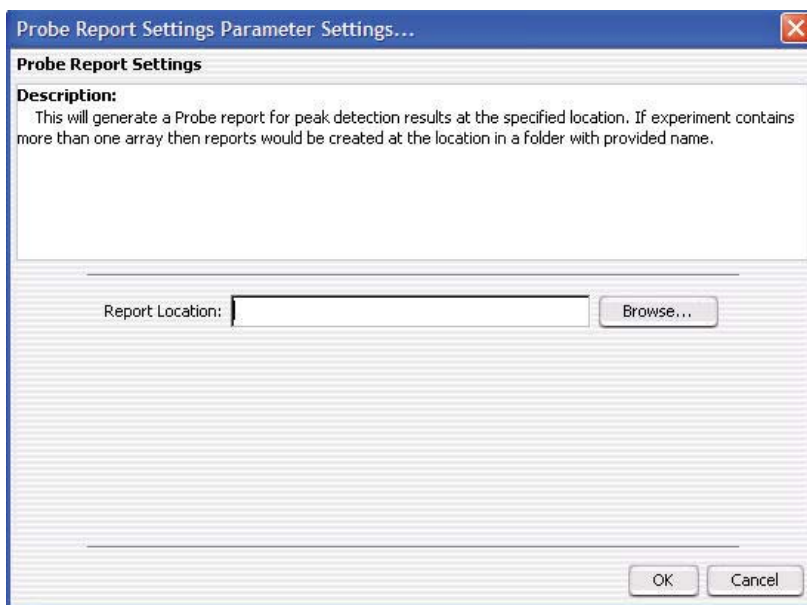 Probe Report Settings Parameter Settings...
Probe Report Settings
Description:
This will generate a Probe report for peak detection results at the specified location. If experiment contains
more than one array then reports would be created at the location in a folder with provided name.
Report Location:
Browse...
OK
Cancel